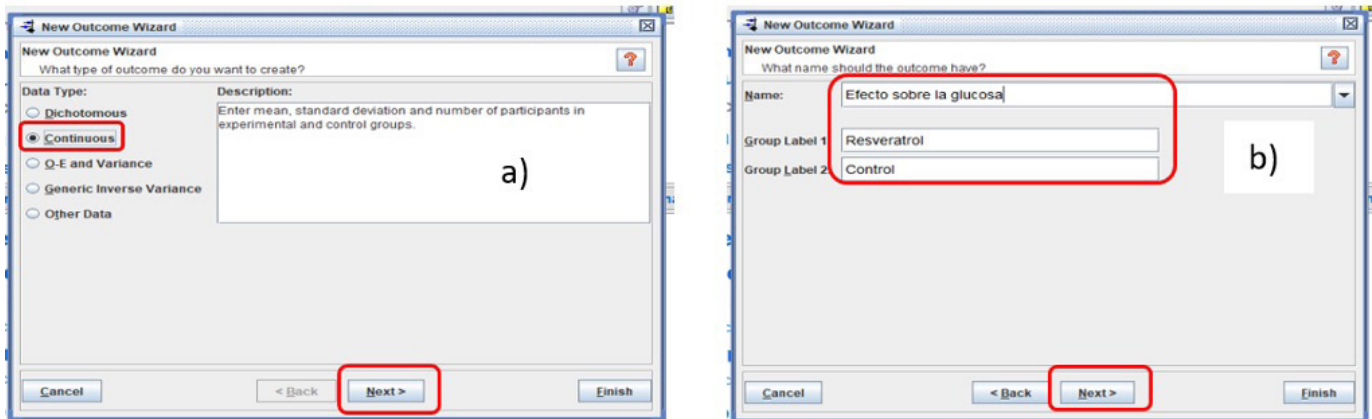 New Outcome Wizard
New Outcome Wizard
What type of outcome do you want to create?
Data Type:
Dichotomous
Continuous
O-E and Variance
Generic Inverse Variance
Other Data
Description:
Enter mean, standard deviation and number of participants in
experimental and control groups.
a)
Cancel
< Back
Next >
Finish
New Outcome Wizard
New Outcome Wizard
What name should the outcome have?
Name:
Efecto sobre la glucosa
Group Label 1
Resveratrol
Group Label 2
Control
b)
Cancel
< Back
Next >
Finish